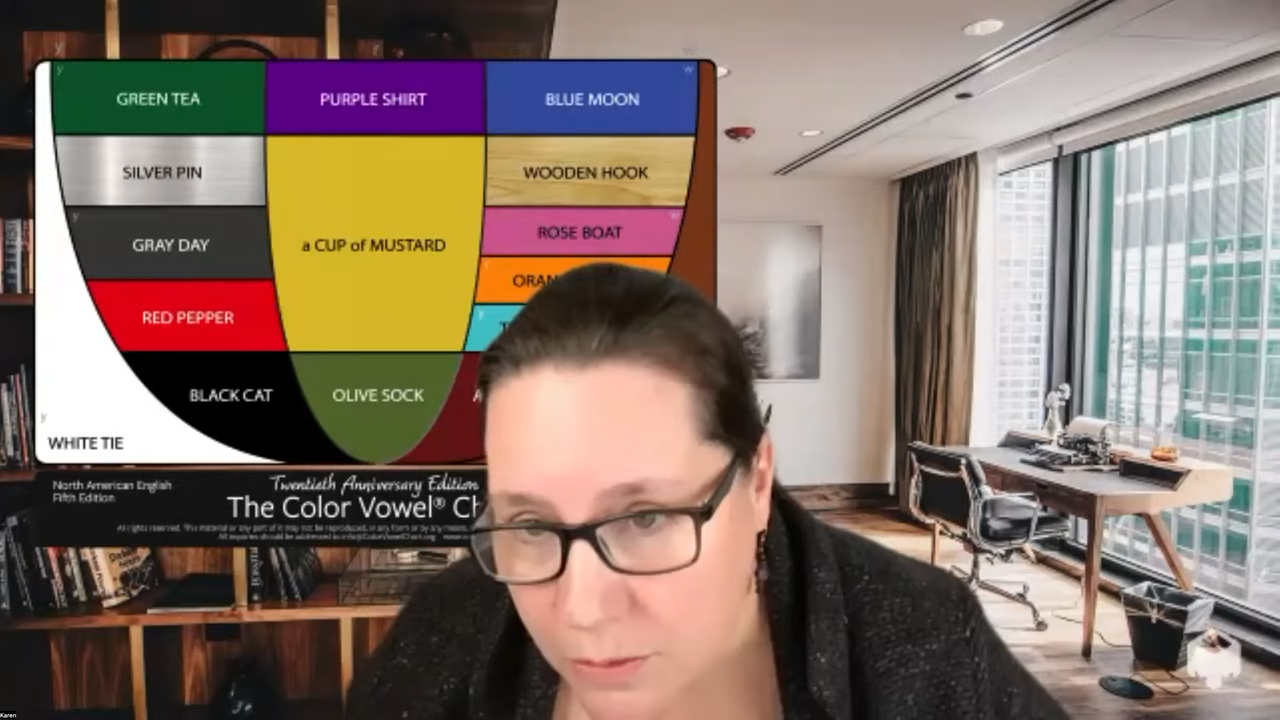 GREEN TEA PURPLE SHIRT BLUE MOON
SILVER PIN WOODEN HOOK
GRAY DAY a CUP of MUSTARD ROSE BOAT
ORAN
RED PEPPER
BLACK CAT OLIVE SOCK
WHITE TIE
North American English
Fifth Edition
Twentieth Anniversary Edition
The Color Vowel® Ch
Karen